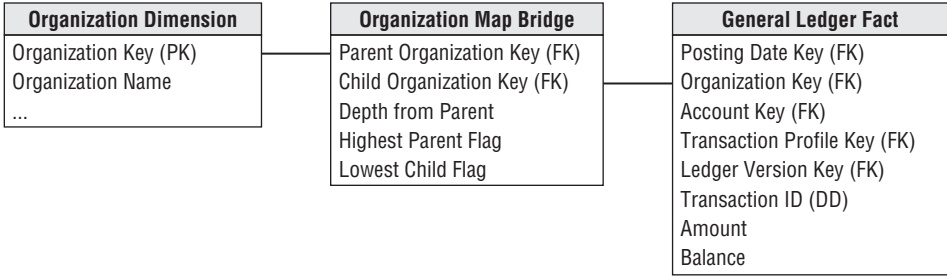 Organization Dimension
Organization Key (PK)
Organization Name
...
Organization Map Bridge
Parent Organization Key (FK)
Child Organization Key (FK)
Depth from Parent
Highest Parent Flag
Lowest Child Flag
General Ledger Fact
Posting Date Key (FK)
Organization Key (FK)
Account Key (FK)
Transaction Profile Key (FK)
Ledger Version Key (FK)
Transaction ID (DD)
Amount
Balance